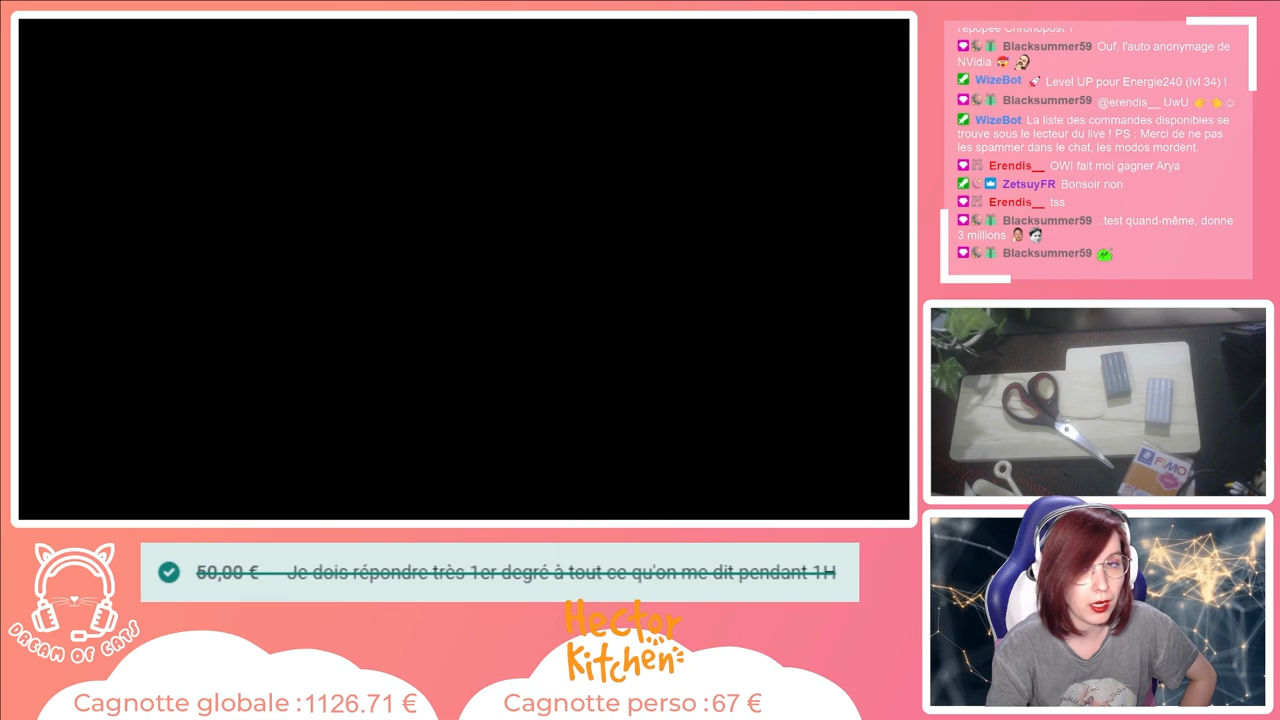 l'épopée Chronopost ?
Blacksummer59 Ouf, l'auto anonymage de
NVidia
WizeBot Level UP pour Energie240 (lvl 34) !
Blacksummer59 @erendis__ UwU
WizeBot La liste des commandes disponibles se
trouve sous le lecteur du live ! PS : Merci de ne pas
les spammer dans le chat, les modos mordent.
Erendis__ OWI fait moi gagner Arya
ZetsuyFR Bonsoir non
Erendis__ tss
Blacksummer59 ..test quand-même, donne
3 millions
Blacksummer59
FIMO
50,00 € Je dois répondre très 1er degré à tout ce qu'on me dit pendant 1H
DREAM OF CATS
Hector
Kitchen
Cagnotte globale :1126.71 €
Cagnotte perso :67 €